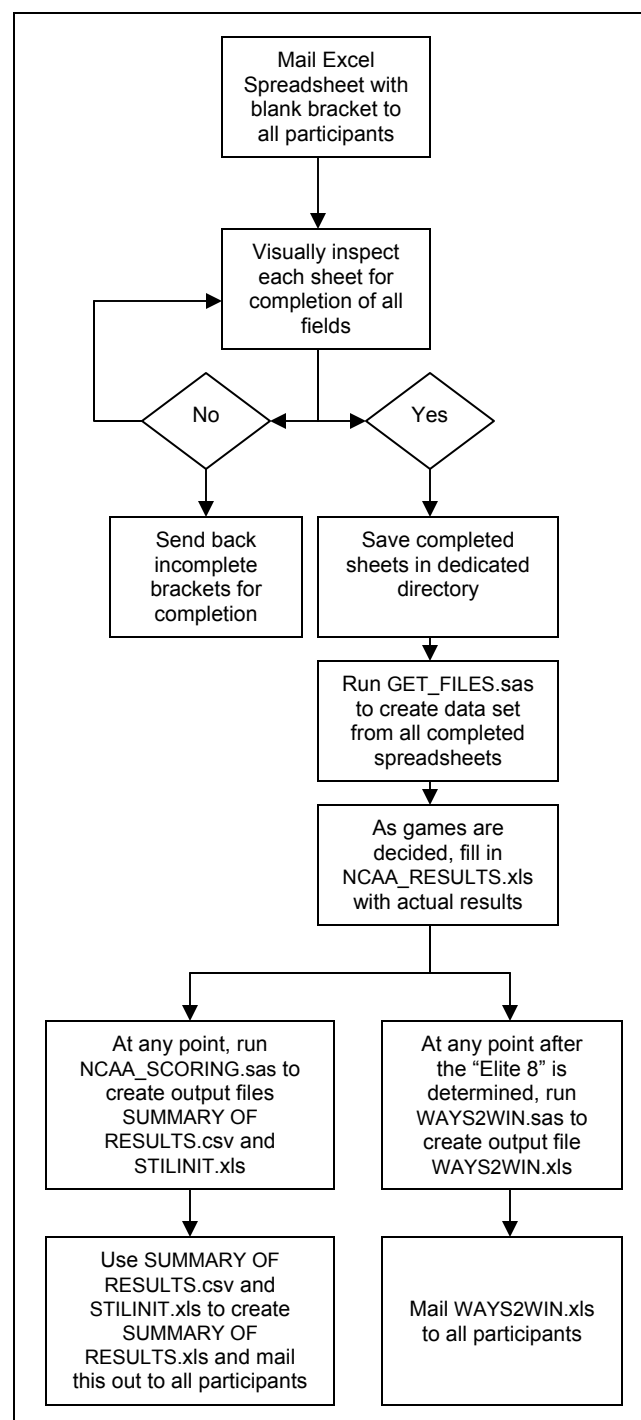 Mail Excel
Spreadsheet with
blank bracket to
all participants
Visually inspect
each sheet for
completion of all
fields
No
Yes
Send back
incomplete
brackets for
completion
Save completed
sheets in dedicated
directory
Run GET_FILES.sas
to create data set
from all completed
spreadsheets
As games are
decided, fill in
NCAA_RESULTS.xls
with actual results
At any point, run
NCAA_SCORING.sas to
create output files
SUMMARY OF
RESULTS.csv and
STILINIT.xls
At any point after
the “Elite 8” is
determined, run
WAYS2WIN.sas to
create output file
WAYS2WIN.xls
Use SUMMARY OF
RESULTS.csv and
STILINIT.xls to create
SUMMARY OF
RESULTS.xls and mail
this out to all participants
Mail WAYS2WIN.xls
to all participants